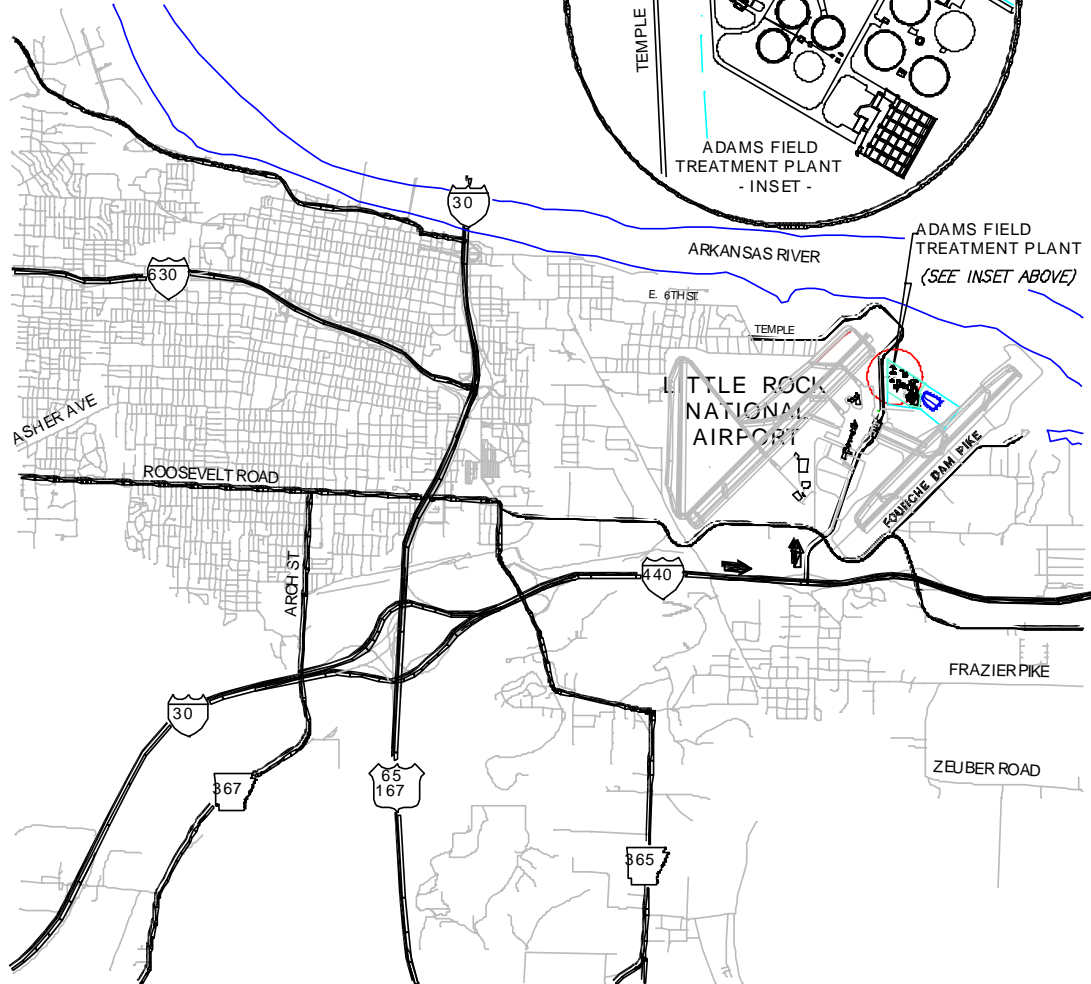 TEMPLE
ADAMS FIELD
TREATMENT PLANT
- INSET -
30
ADAMS FIELD
TREATMENT PLANT
(SEE INSET ABOVE)
ARKANSAS RIVER
630
E. 6TH ST.
TEMPLE
LITTLE ROCK
NATIONAL
AIRPORT
ASHER AVE
ROOSEVELT ROAD
FOURCHE DAM PIKE
ARCH ST
440
FRAZIER PIKE
30
ZEUBER ROAD
65
167
367
365